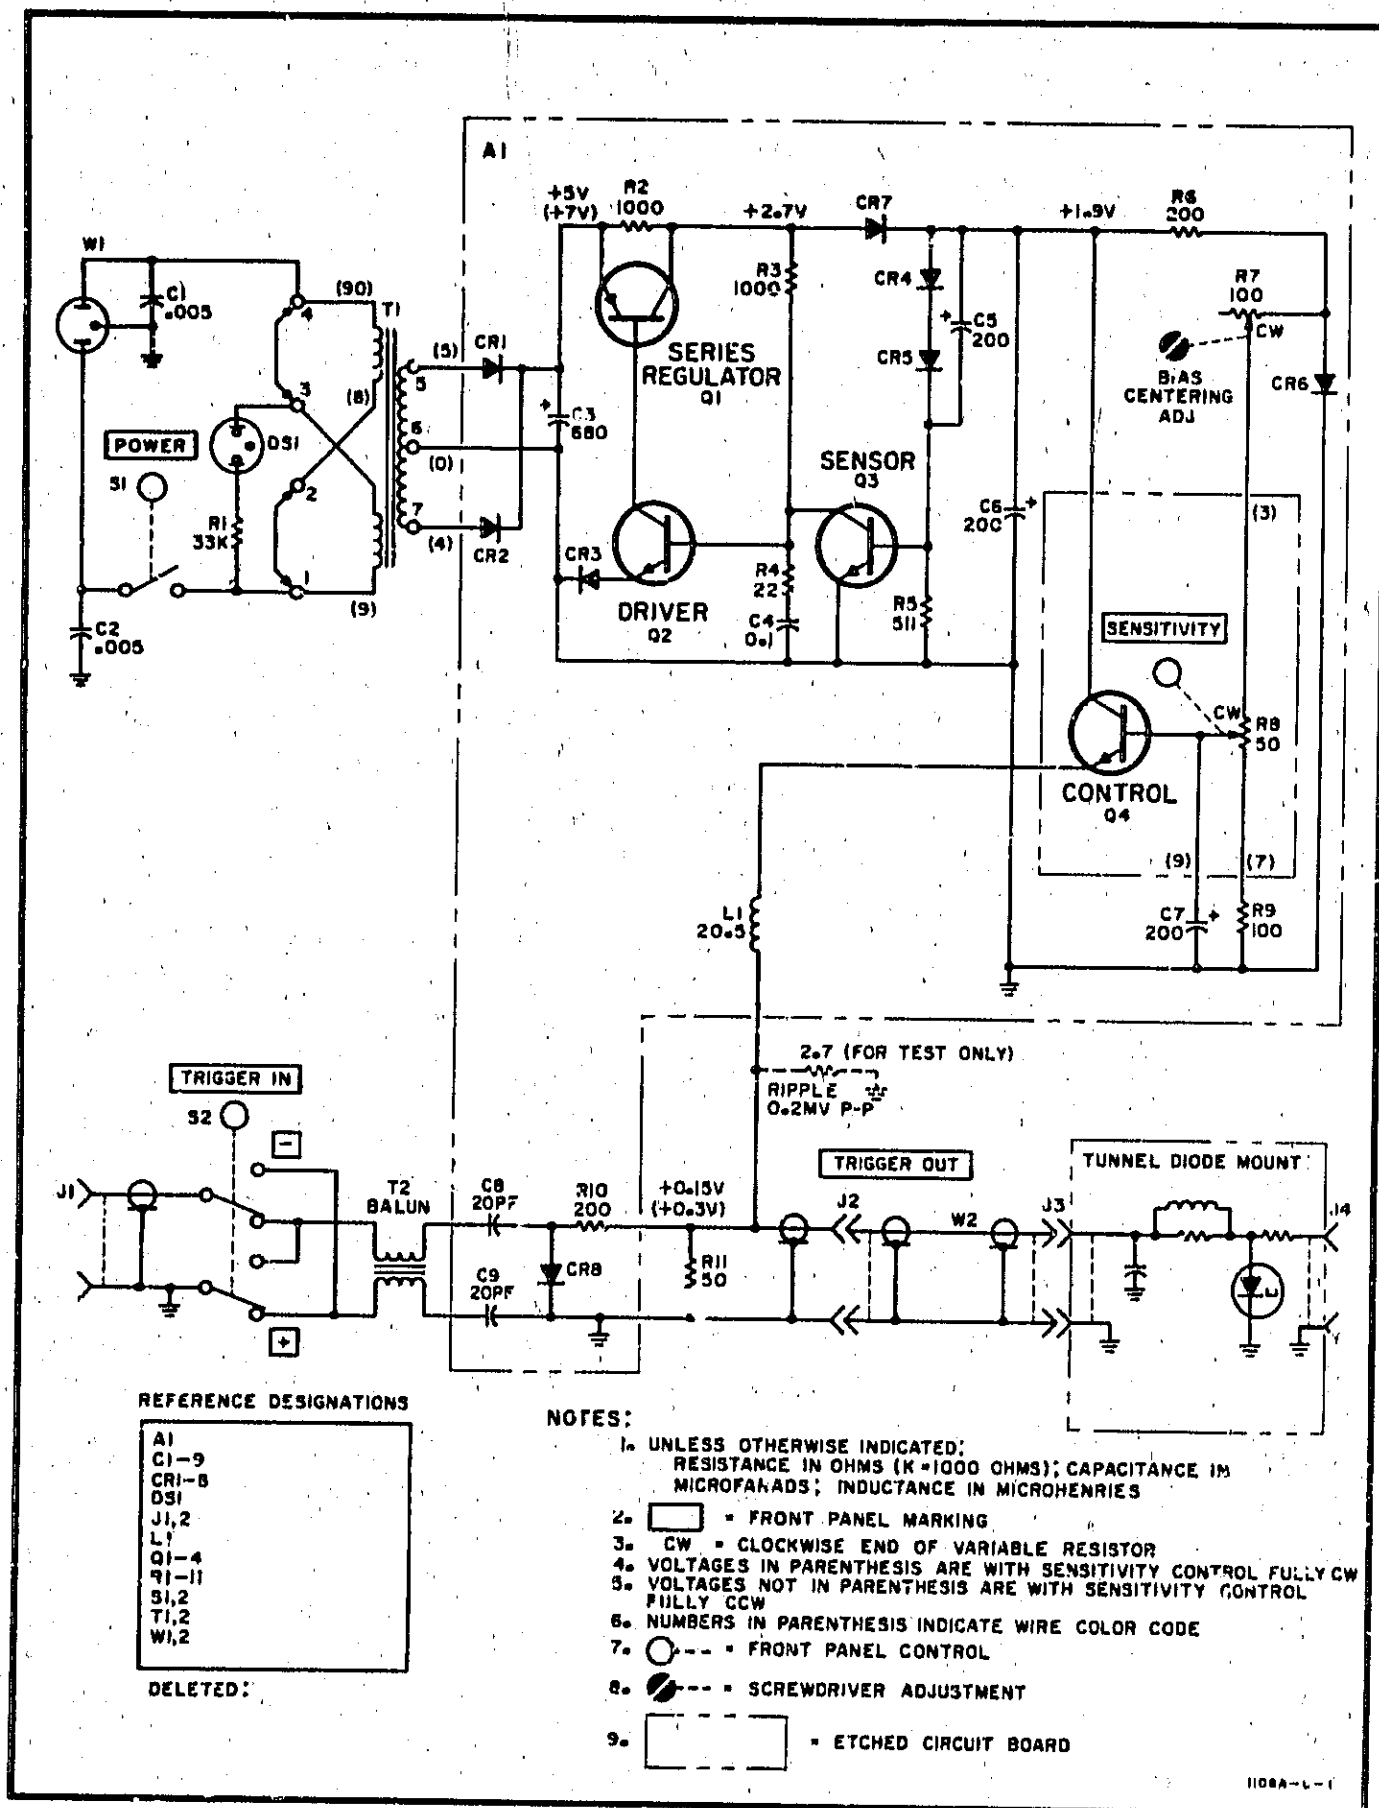 A1
+5V
(+7V)
R2
1000
+2.7V
CR7
+1.9V
R6
200
W1
C1
.005
(90)
T1
4
3
(8)
POWER
DS1
S1
2
R1
33K
1
(9)
C2
.005
(5)
CR1
5
6
(0)
7
(4)
CR2
C3
680
SERIES
REGULATOR
Q1
R3
1000
CR4
C5
200
CR5
SENSOR
Q3
CR3
DRIVER
Q2
R4
22
C4
0.1
R5
511
C6
200
R7
100
CW
BIAS
CENTERING
ADJ
CR6
(3)
SENSITIVITY
CW
R8
50
CONTROL
Q4
(9)
(7)
C7
200
R9
100
L1
20.5
2.7 (FOR TEST ONLY)
RIPPLE
0.2MV P-P
TRIGGER IN
S2
−
J1
+
T2
BALUN
C8
20PF
C9
20PF
R10
200
CR8
+0.15V
(+0.3V)
R11
50
TRIGGER OUT
J2
W2
J3
TUNNEL DIODE MOUNT
J4
REFERENCE DESIGNATIONS
A1
C1-9
CR1-8
DS1
J1,2
L1
Q1-4
R1-11
S1,2
T1,2
W1,2
DELETED:
NOTES:
1. UNLESS OTHERWISE INDICATED:
RESISTANCE IN OHMS (K=1000 OHMS); CAPACITANCE IN
MICROFARADS; INDUCTANCE IN MICROHENRIES
2. = FRONT PANEL MARKING
3. CW = CLOCKWISE END OF VARIABLE RESISTOR
4. VOLTAGES IN PARENTHESIS ARE WITH SENSITIVITY CONTROL FULLY CW
5. VOLTAGES NOT IN PARENTHESIS ARE WITH SENSITIVITY CONTROL
FULLY CCW
6. NUMBERS IN PARENTHESIS INDICATE WIRE COLOR CODE
7. = FRONT PANEL CONTROL
8. = SCREWDRIVER ADJUSTMENT
9. = ETCHED CIRCUIT BOARD
1108A-L-1